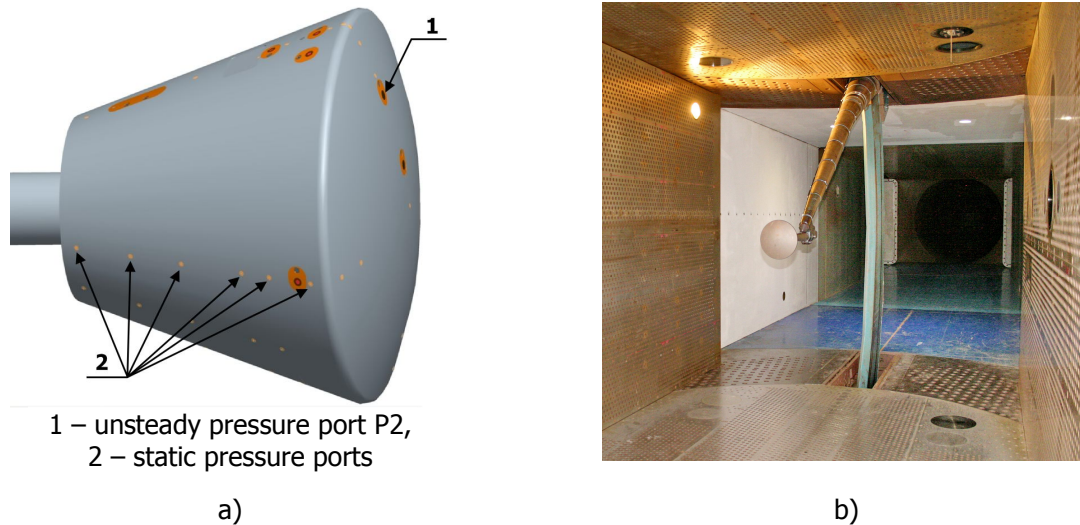 1
2
1 – unsteady pressure port P2,
2 – static pressure ports
a)
b)